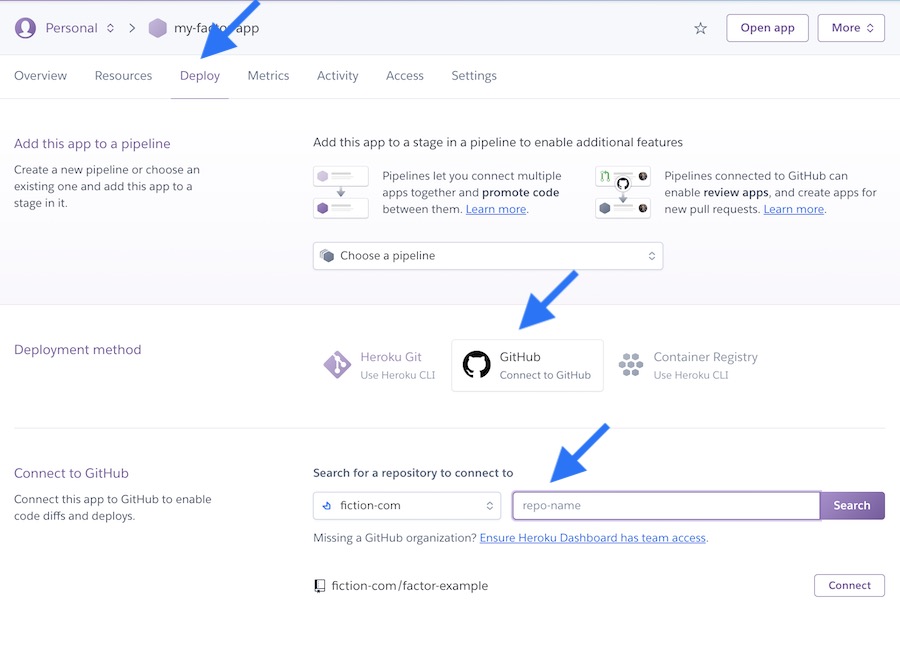 Personal
my-factor-app
Open app
More
Overview
Resources
Deploy
Metrics
Activity
Access
Settings
Add this app to a pipeline
Create a new pipeline or choose an
existing one and add this app to a
stage in it.
Add this app to a stage in a pipeline to enable additional features
Pipelines let you connect multiple
apps together and promote code
between them. Learn more.
Pipelines connected to GitHub can
enable review apps, and create apps for
new pull requests. Learn more.
Choose a pipeline
Deployment method
Heroku Git
Use Heroku CLI
GitHub
Connect to GitHub
Container Registry
Use Heroku CLI
Connect to GitHub
Connect this app to GitHub to enable
code diffs and deploys.
Search for a repository to connect to
fiction-com
repo-name
Search
Missing a GitHub organization? Ensure Heroku Dashboard has team access.
fiction-com/factor-example
Connect